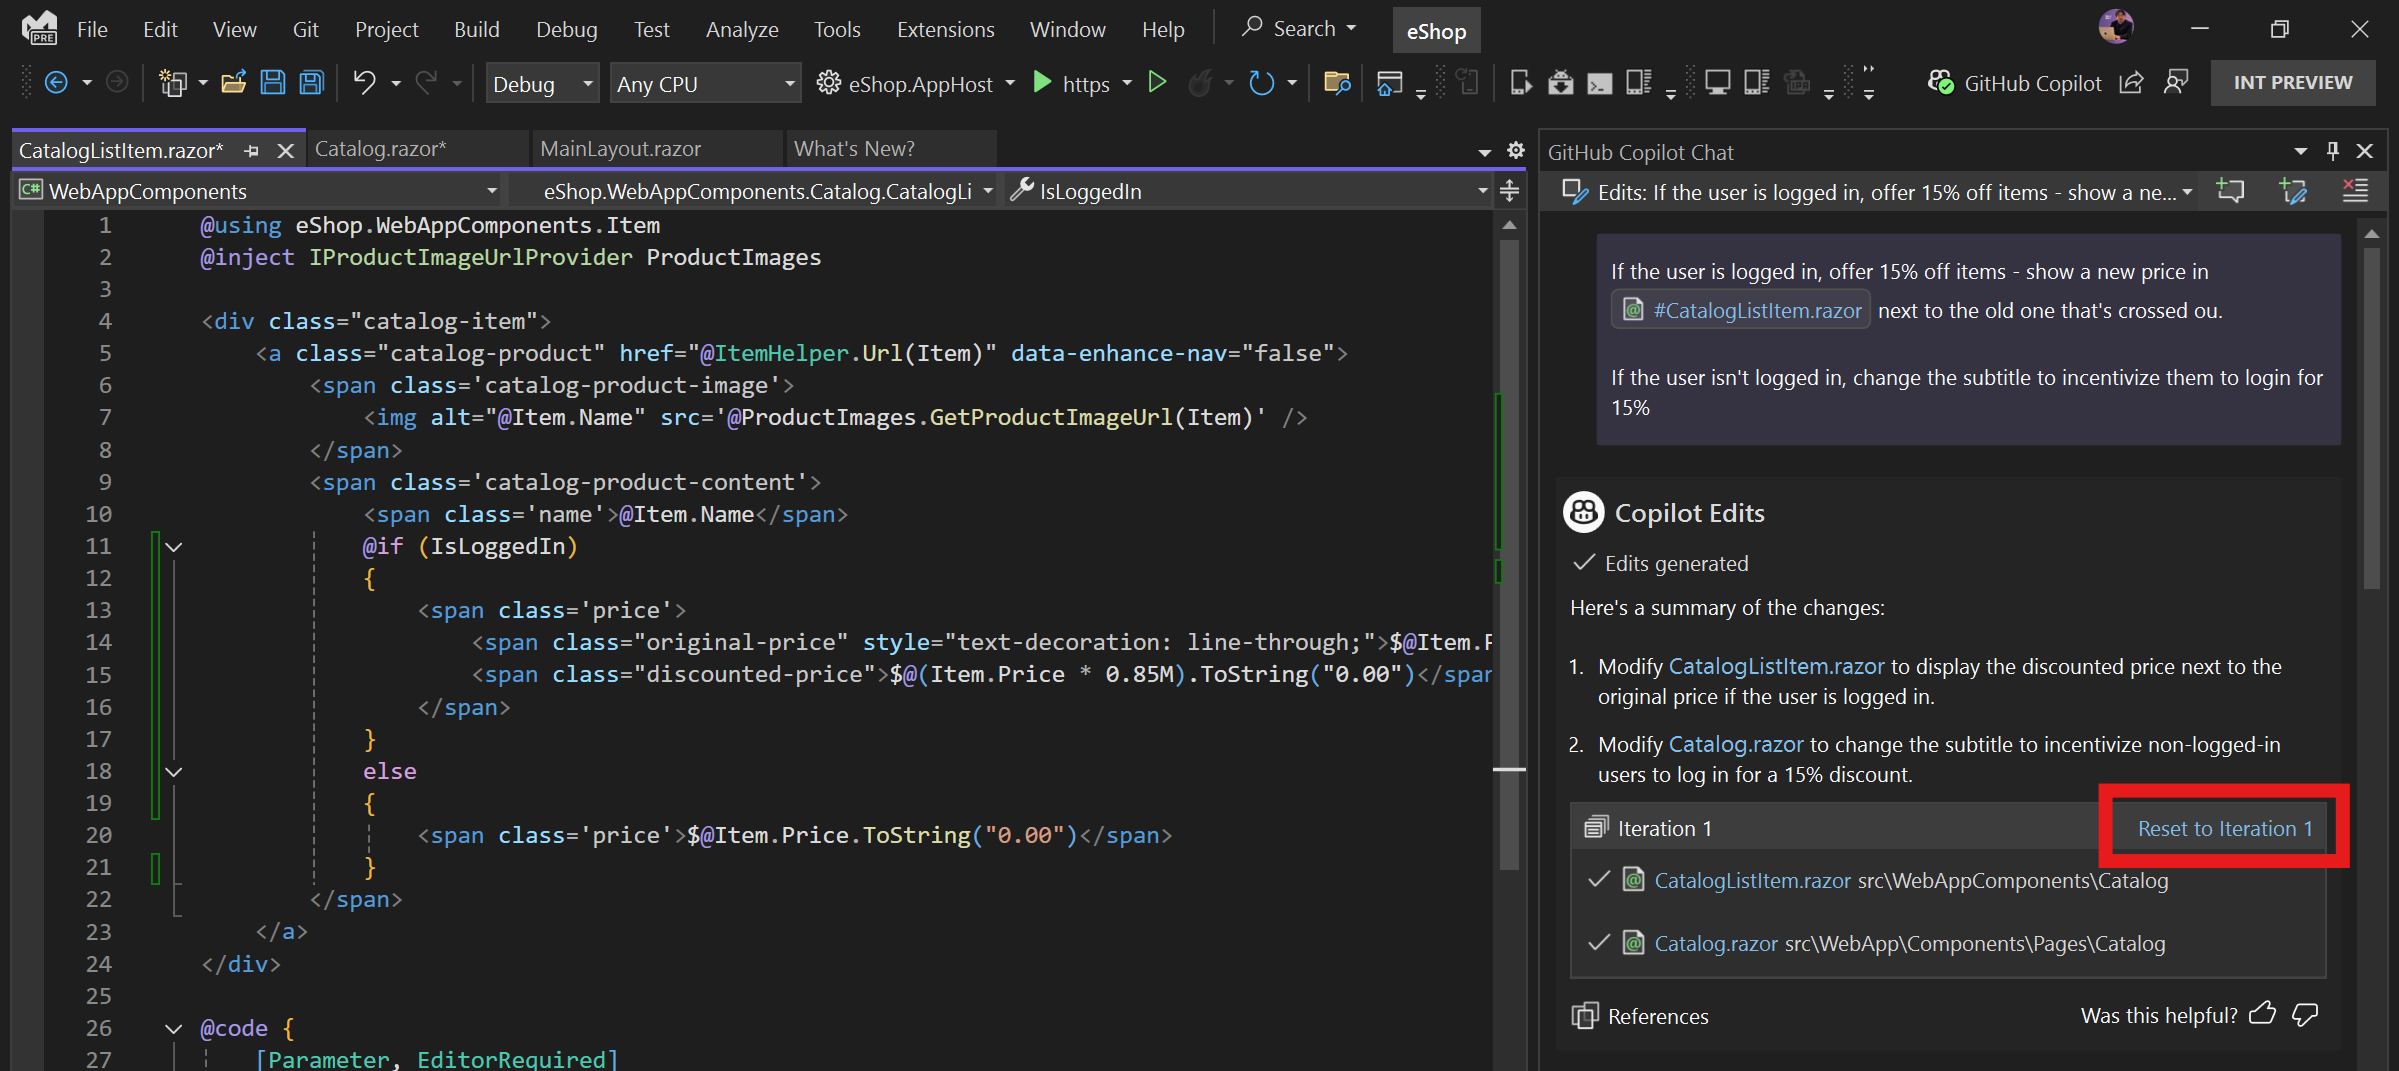 PRE File Edit View Git Project Build Debug Test Analyze Tools Extensions Window Help Search eShop
Debug Any CPU eShop.AppHost https GitHub Copilot INT PREVIEW
CatalogListItem.razor* Catalog.razor* MainLayout.razor What's New?
C# WebAppComponents eShop.WebAppComponents.Catalog.CatalogLi IsLoggedIn
1 @using eShop.WebAppComponents.Item
2 @inject IProductImageUrlProvider ProductImages
3
4 <div class="catalog-item">
5 <a class="catalog-product" href="@ItemHelper.Url(Item)" data-enhance-nav="false">
6 <span class='catalog-product-image'>
7 <img alt="@Item.Name" src='@ProductImages.GetProductImageUrl(Item)' />
8 </span>
9 <span class='catalog-product-content'>
10 <span class='name'>@Item.Name</span>
11 @if (IsLoggedIn)
12 {
13 <span class='price'>
14 <span class="original-price" style="text-decoration: line-through;">$@Item.P
15 <span class="discounted-price">$@(Item.Price * 0.85M).ToString("0.00")</span
16 </span>
17 }
18 else
19 {
20 <span class='price'>$@Item.Price.ToString("0.00")</span>
21 }
22 </span>
23 </a>
24 </div>
25
26 @code {
27 [Parameter, EditorRequired]
GitHub Copilot Chat
Edits: If the user is logged in, offer 15% off items - show a ne...
If the user is logged in, offer 15% off items - show a new price in
#CatalogListItem.razor next to the old one that's crossed ou.
If the user isn't logged in, change the subtitle to incentivize them to login for
15%
Copilot Edits
Edits generated
Here's a summary of the changes:
1. Modify CatalogListItem.razor to display the discounted price next to the
original price if the user is logged in.
2. Modify Catalog.razor to change the subtitle to incentivize non-logged-in
users to log in for a 15% discount.
Iteration 1 Reset to Iteration 1
CatalogListItem.razor src\WebAppComponents\Catalog
Catalog.razor src\WebApp\Components\Pages\Catalog
References Was this helpful?